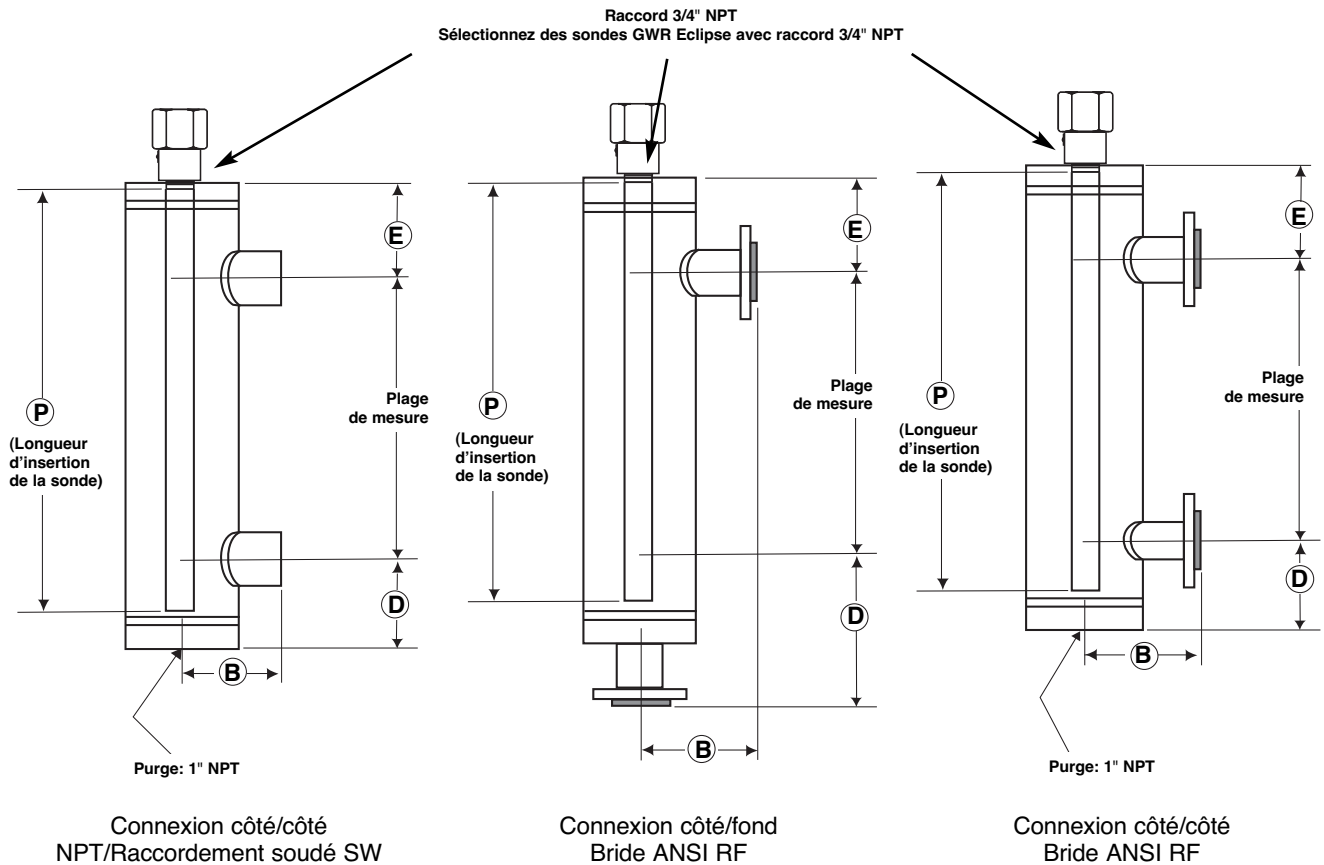 Raccord 3/4" NPT
Sélectionnez des sondes GWR Eclipse avec raccord 3/4" NPT
E
P
(Longueur
d'insertion
de la sonde)
Plage
de mesure
D
B
Purge: 1" NPT
Connexion côté/côté
NPT/Raccordement soudé SW
E
P
(Longueur
d'insertion
de la sonde)
Plage
de mesure
D
B
Connexion côté/fond
Bride ANSI RF
E
P
(Longueur
d'insertion
de la sonde)
Plage
de mesure
D
B
Purge: 1" NPT
Connexion côté/côté
Bride ANSI RF